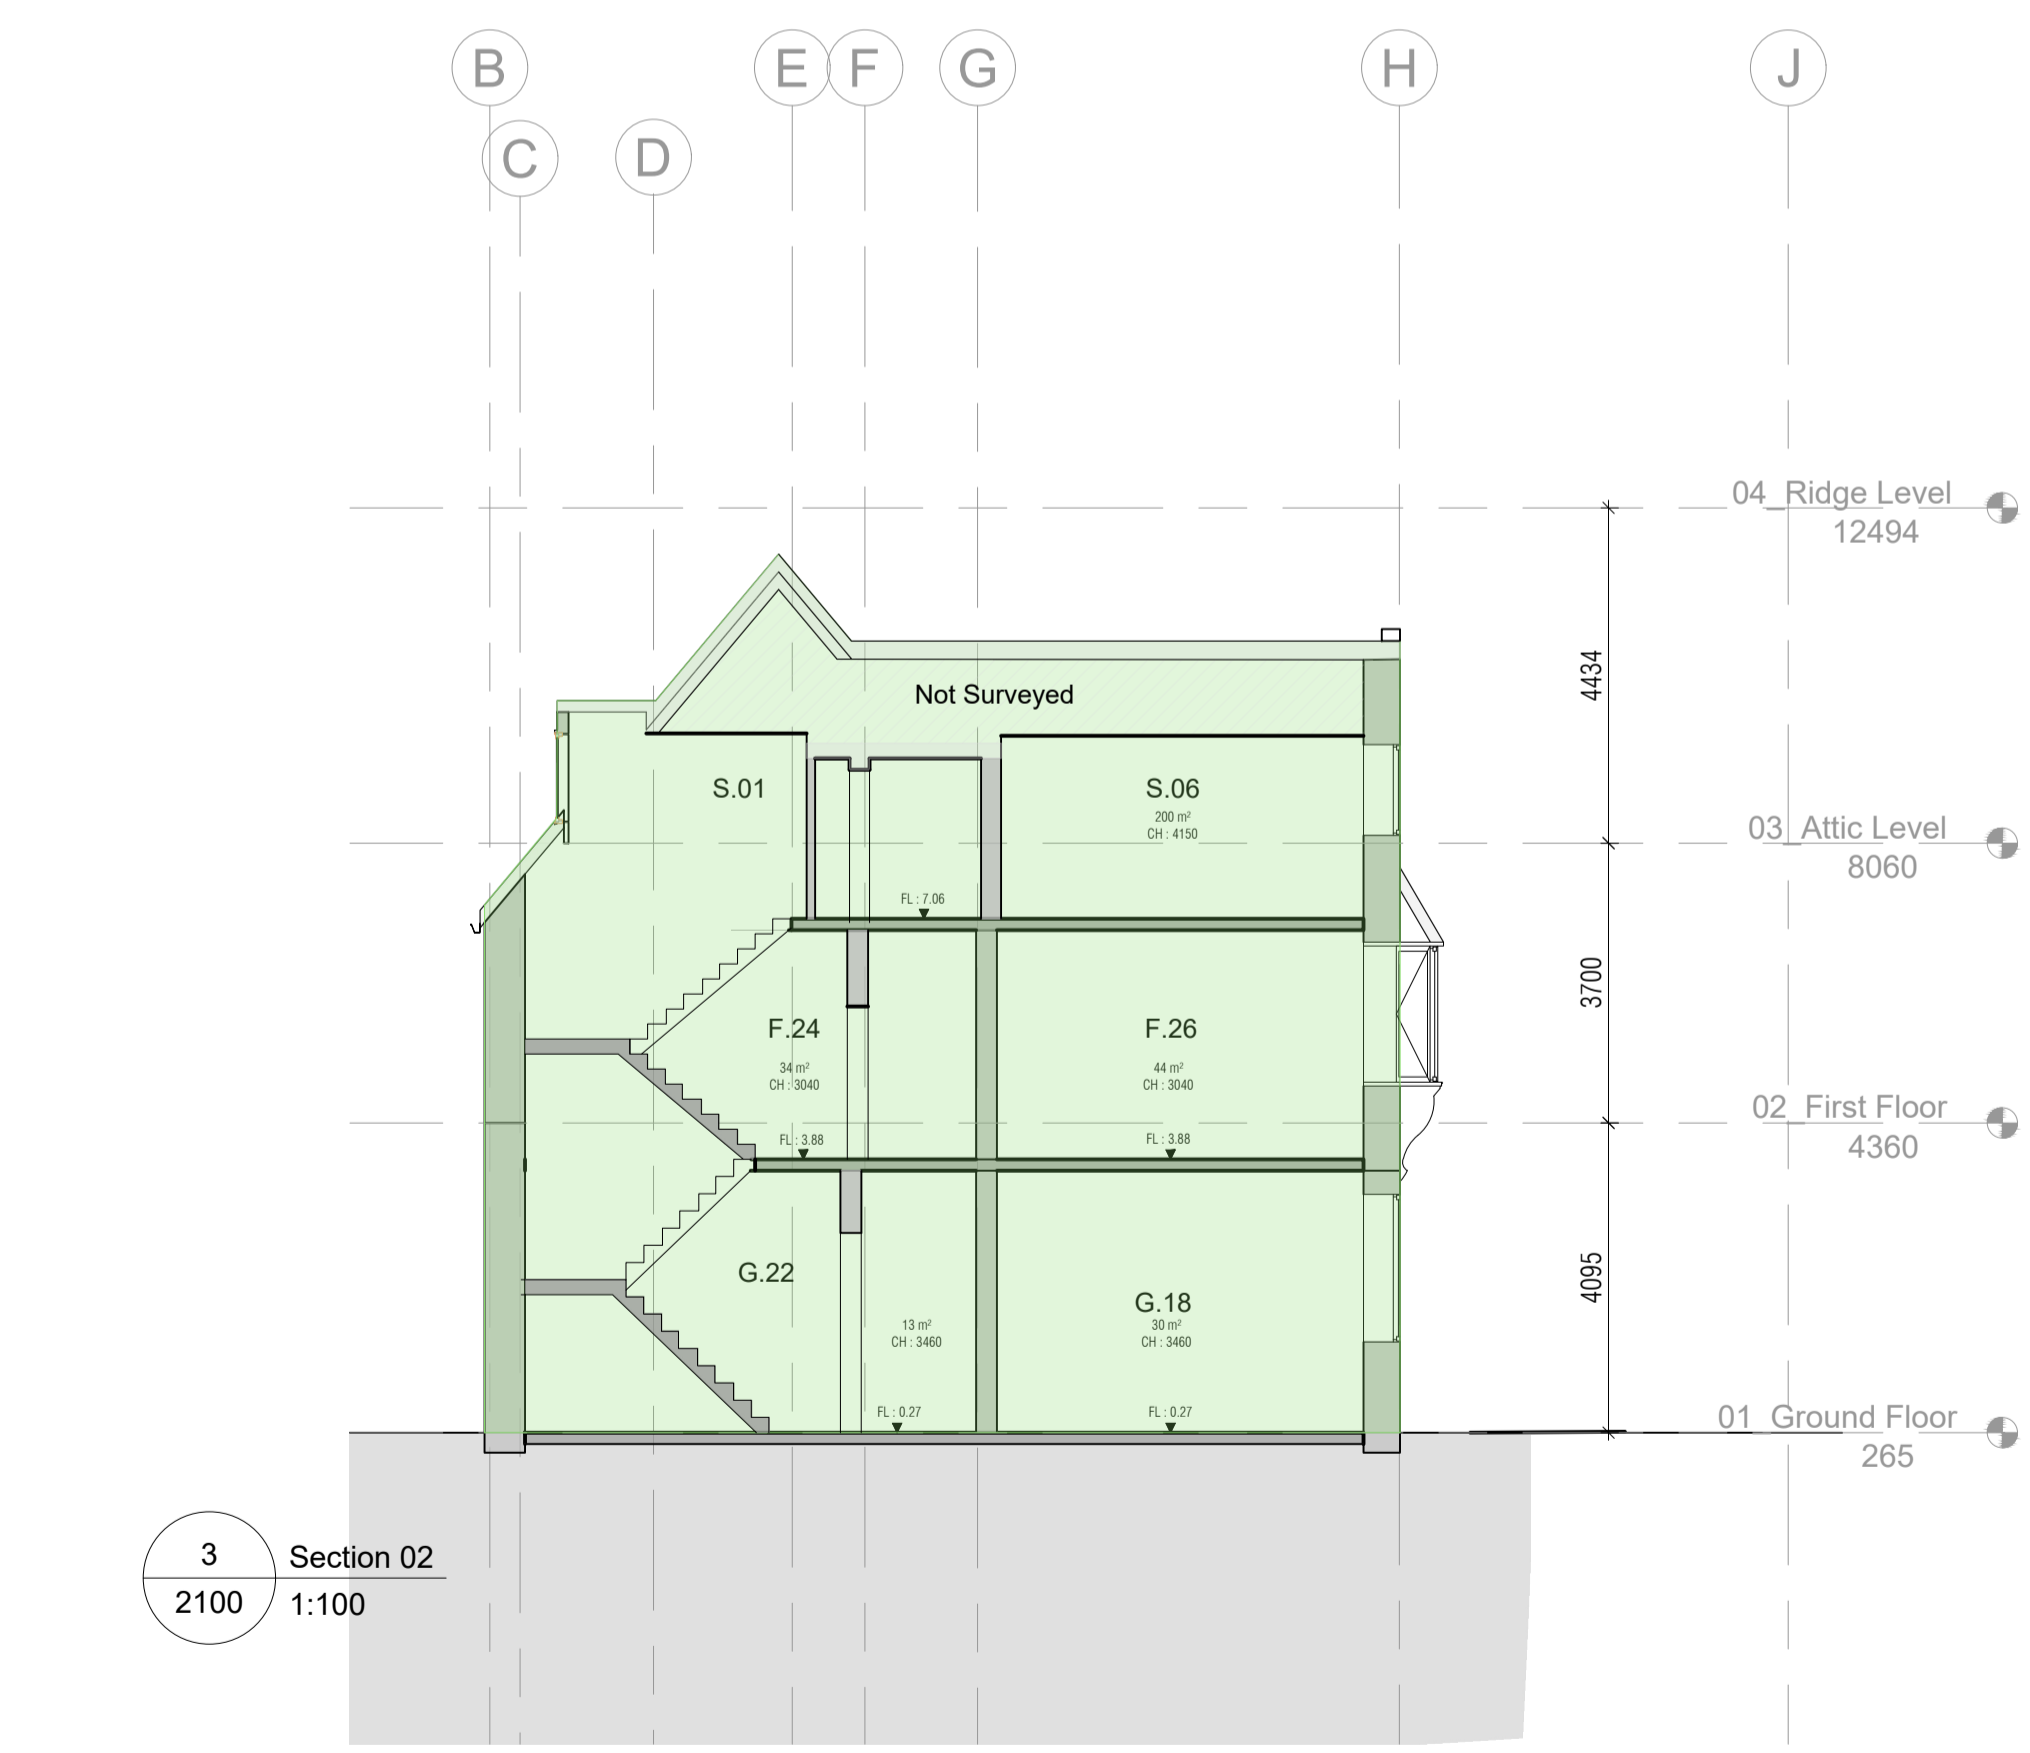 B
E
F
G
H
J
C
D
04_Ridge Level
12494
4434
Not Surveyed
S.01
S.06
200 m²
CH : 4150
03_Attic Level
8060
FL : 7.06
3700
F.24
34 m²
CH : 3040
F.26
44 m²
CH : 3040
FL : 3.88
FL : 3.88
02_First Floor
4360
4095
G.22
13 m²
CH : 3460
G.18
30 m²
CH : 3460
FL : 0.27
FL : 0.27
01_Ground Floor
265
3
2100
Section 02
1:100